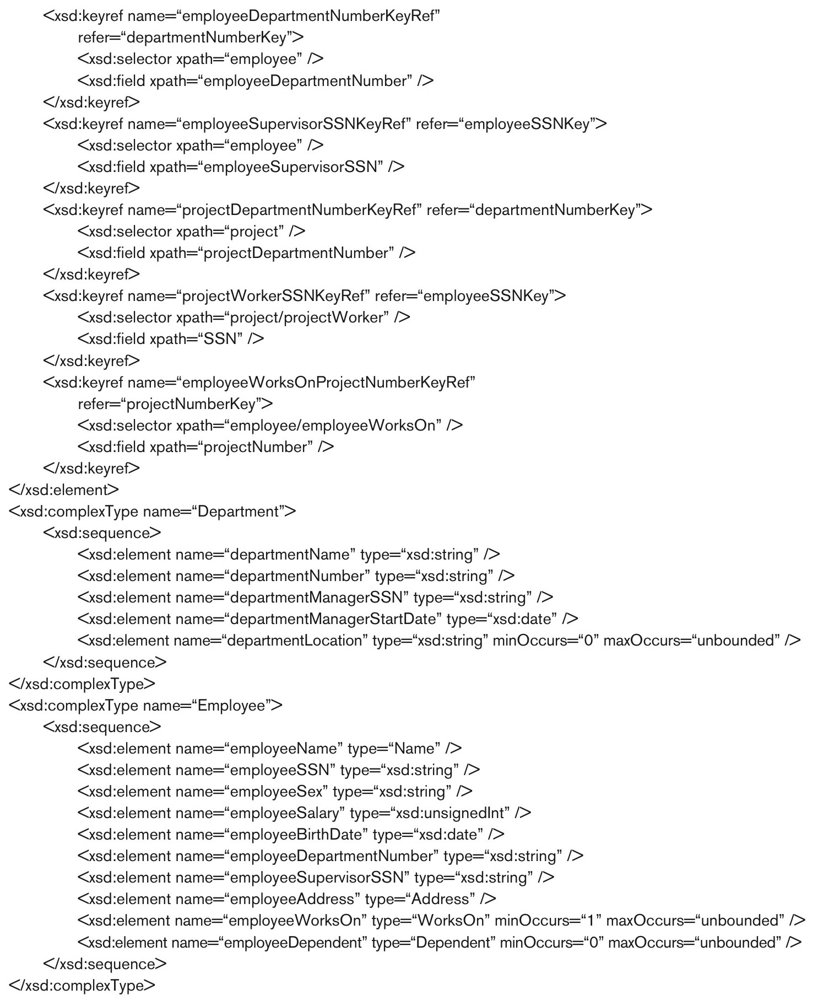 <xsd:keyref name=“employeeDepartmentNumberKeyRef”
refer=“departmentNumberKey”>
<xsd:selector xpath=“employee” />
<xsd:field xpath=“employeeDepartmentNumber” />
</xsd:keyref>
<xsd:keyref name=“employeeSupervisorSSNKeyRef” refer=“employeeSSNKey”>
<xsd:selector xpath=“employee” />
<xsd:field xpath=“employeeSupervisorSSN” />
</xsd:keyref>
<xsd:keyref name=“projectDepartmentNumberKeyRef” refer=“departmentNumberKey”>
<xsd:selector xpath=“project” />
<xsd:field xpath=“projectDepartmentNumber” />
</xsd:keyref>
<xsd:keyref name=“projectWorkerSSNKeyRef” refer=“employeeSSNKey”>
<xsd:selector xpath=“project/projectWorker” />
<xsd:field xpath=“SSN” />
</xsd:keyref>
<xsd:keyref name=“employeeWorksOnProjectNumberKeyRef”
refer=“projectNumberKey”>
<xsd:selector xpath=“employee/employeeWorksOn” />
<xsd:field xpath=“projectNumber” />
</xsd:keyref>
</xsd:element>
<xsd:complexType name=“Department”>
<xsd:sequence>
<xsd:element name=“departmentName” type=“xsd:string” />
<xsd:element name=“departmentNumber” type=“xsd:string” />
<xsd:element name=“departmentManagerSSN” type=“xsd:string” />
<xsd:element name=“departmentManagerStartDate” type=“xsd:date” />
<xsd:element name=“departmentLocation” type=“xsd:string” minOccurs=“0” maxOccurs=“unbounded” />
</xsd:sequence>
</xsd:complexType>
<xsd:complexType name=“Employee”>
<xsd:sequence>
<xsd:element name=“employeeName” type=“Name” />
<xsd:element name=“employeeSSN” type=“xsd:string” />
<xsd:element name=“employeeSex” type=“xsd:string” />
<xsd:element name=“employeeSalary” type=“xsd:unsignedInt” />
<xsd:element name=“employeeBirthDate” type=“xsd:date” />
<xsd:element name=“employeeDepartmentNumber” type=“xsd:string” />
<xsd:element name=“employeeSupervisorSSN” type=“xsd:string” />
<xsd:element name=“employeeAddress” type=“Address” />
<xsd:element name=“employeeWorksOn” type=“WorksOn” minOccurs=“1” maxOccurs=“unbounded” />
<xsd:element name=“employeeDependent” type=“Dependent” minOccurs=“0” maxOccurs=“unbounded” />
</xsd:sequence>
</xsd:complexType>